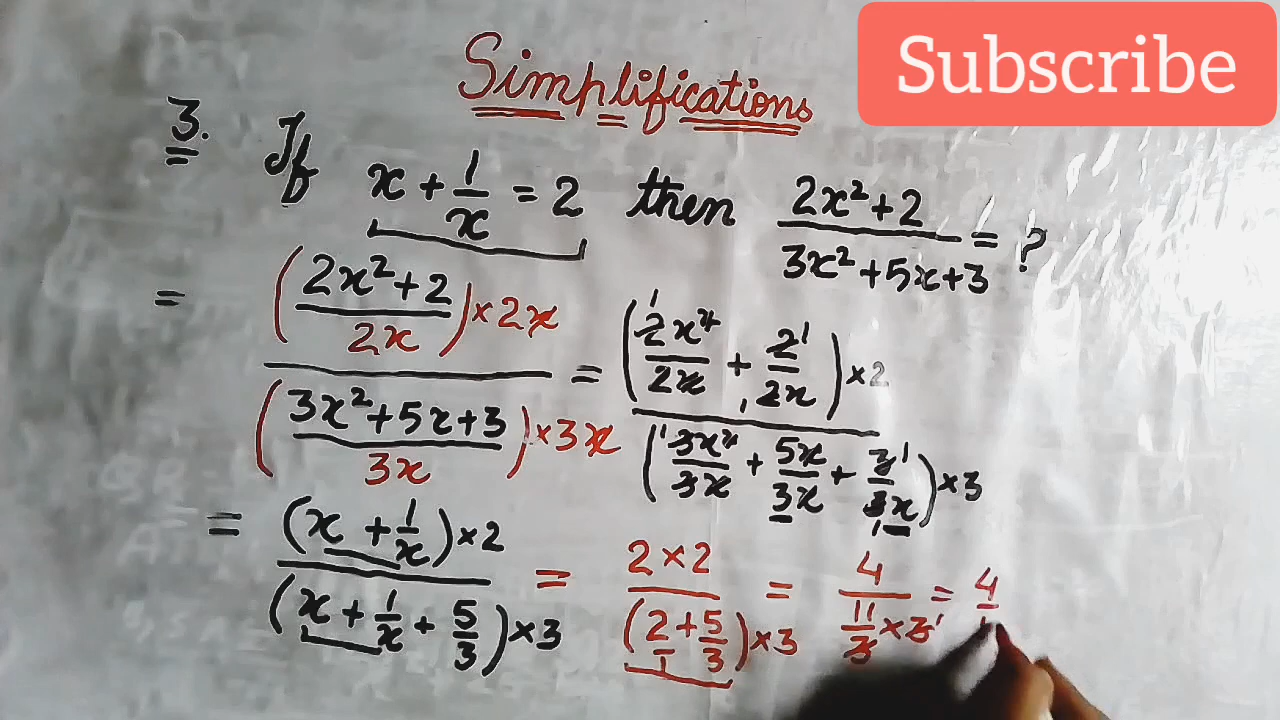 Subscribe
Simplifications
3. If x + 1/x = 2 then (2x² + 2)/(3x² + 5x + 3) = ?
= ((2x² + 2)/2x) × 2x / ((3x² + 5x + 3)/3x) × 3x = (2x²/2x + 2/2x) × 2 / (3x²/3x + 5x/3x + 3/3x) × 3
= (x + 1/x) × 2 / (x + 1/x + 5/3) × 3 = 2 × 2 / (2/1 + 5/3) × 3 = 4 / (11/3 × 3) = 4/1